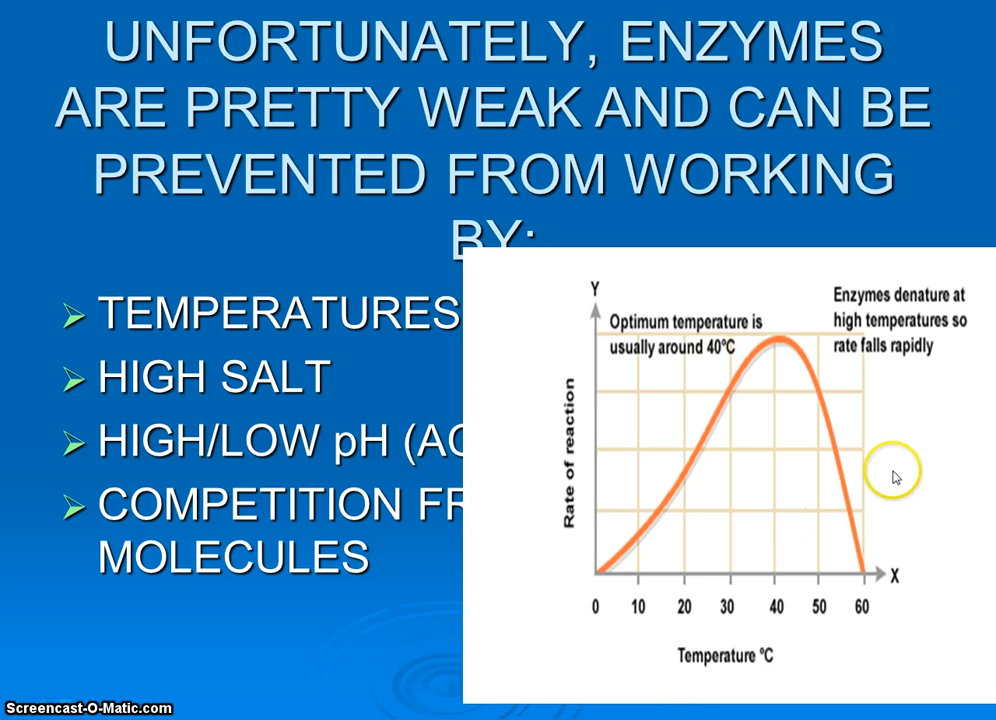 UNFORTUNATELY, ENZYMES
ARE PRETTY WEAK AND CAN BE
PREVENTED FROM WORKING
BY:
TEMPERATURES
HIGH SALT
HIGH/LOW pH (AC
COMPETITION FR
MOLECULES
Y
Optimum temperature is
usually around 40°C
Enzymes denature at
high temperatures so
rate falls rapidly
Rate of reaction
X
0 10 20 30 40 50 60
Temperature °C
Screencast-O-Matic.com